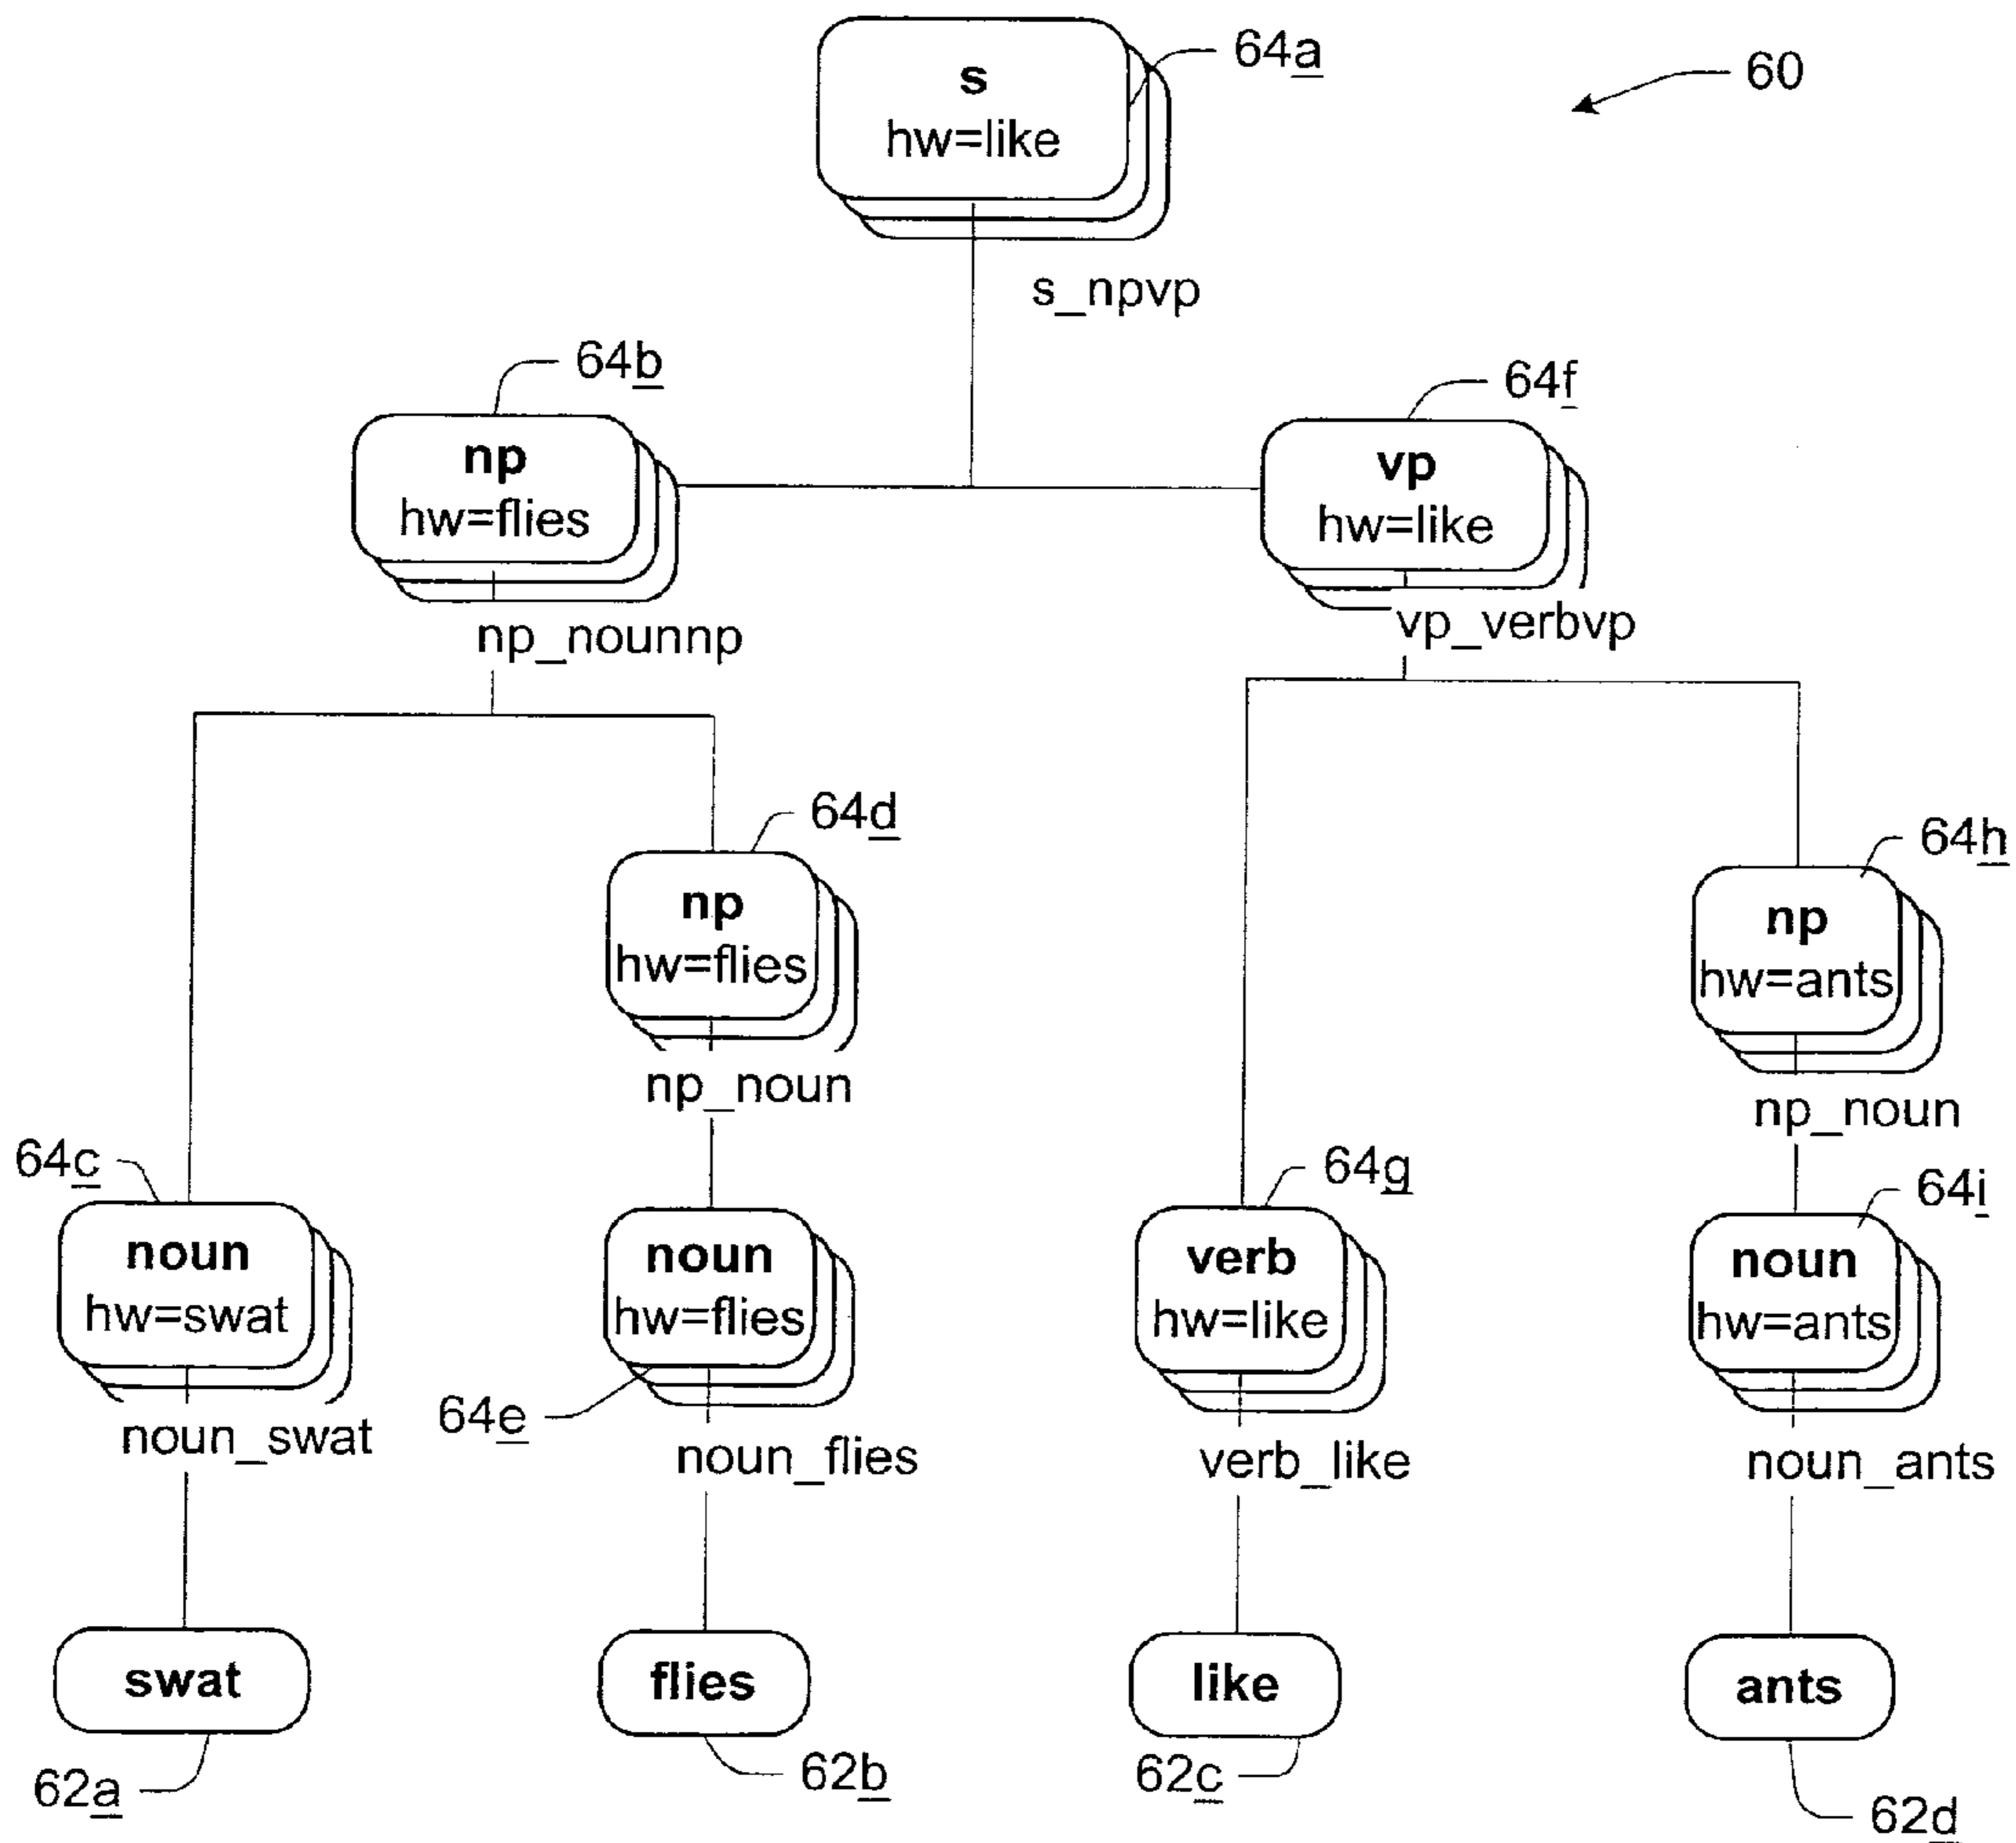 s
hw=like
64a
60
s_npvp
64b
64f
np
hw=flies
vp
hw=like
np_nounnp
vp_verbvp
64d
64h
np
hw=flies
np
hw=ants
np_noun
np_noun
64c
64g
64i
noun
hw=swat
noun
hw=flies
verb
hw=like
noun
hw=ants
64e
noun_swat
noun_flies
verb_like
noun_ants
swat
flies
like
ants
62a
62b
62c
62d